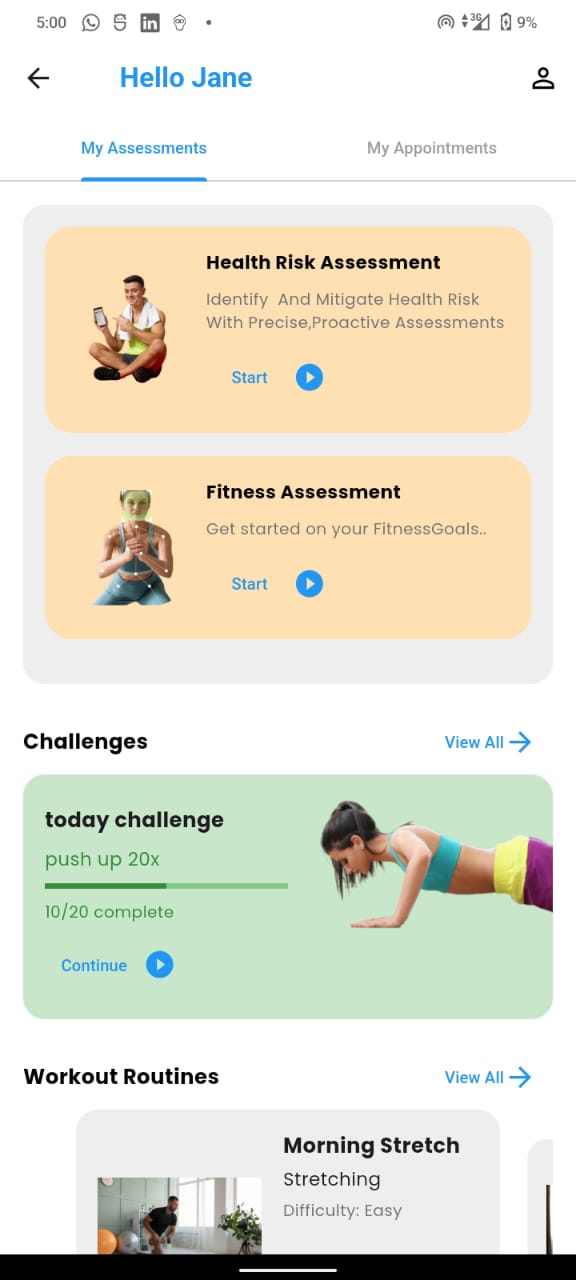 5:00 in 3G 9%
Hello Jane
My Assessments My Appointments
Health Risk Assessment
Identify  And Mitigate Health Risk
With Precise,Proactive Assessments
Start
Fitness Assessment
Get started on your FitnessGoals..
Start
Challenges View All
today challenge
push up 20x
10/20 complete
Continue
Workout Routines View All
Morning Stretch
Stretching
Difficulty: Easy